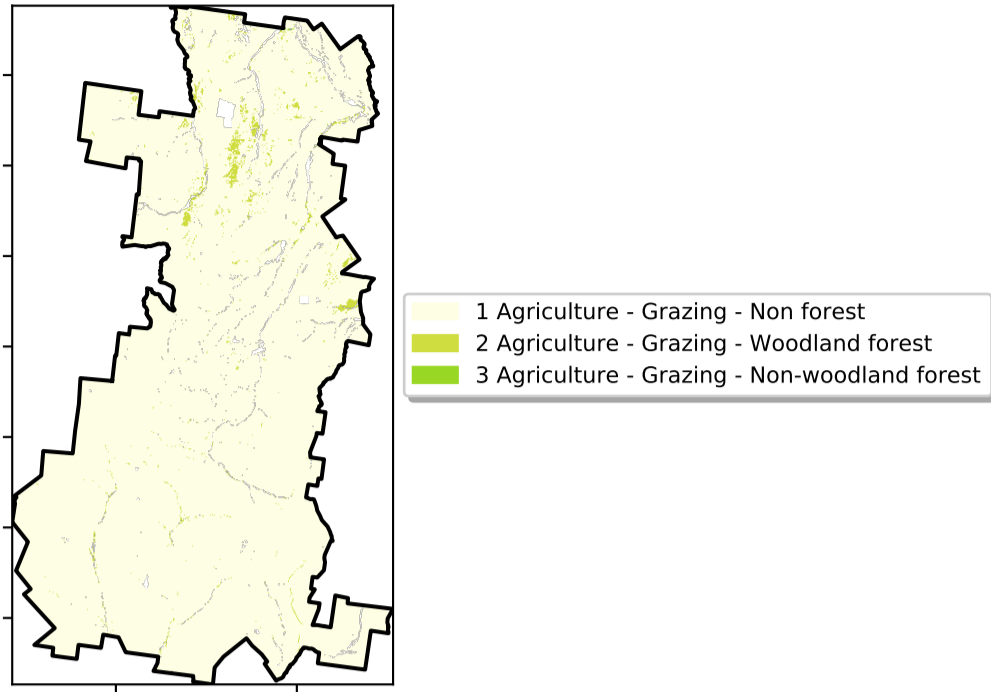 1 Agriculture - Grazing - Non forest
2 Agriculture - Grazing - Woodland forest
3 Agriculture - Grazing - Non-woodland forest